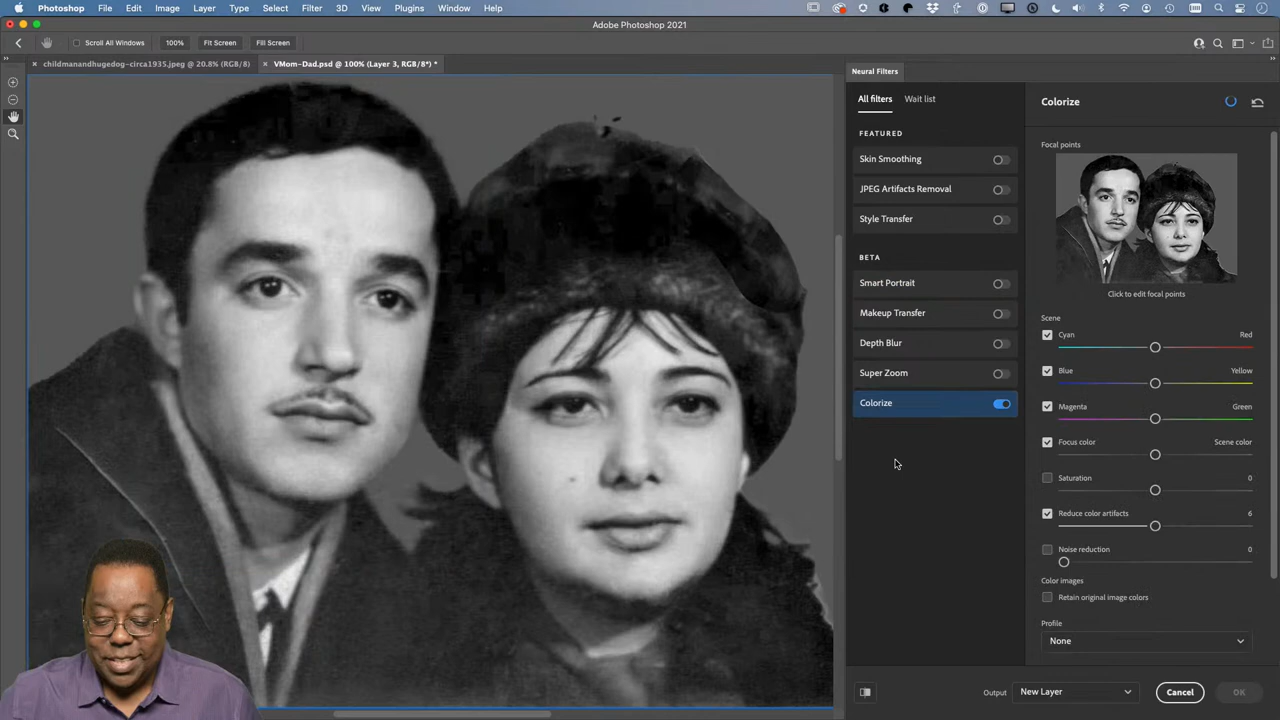 Photoshop File Edit Image Layer Type Select Filter 3D View Plugins Window Help
Adobe Photoshop 2021
Scroll All Windows 100% Fit Screen Fill Screen
childmanandhugedog-circa1935.jpeg @ 20.8% (RGB/8) VMom-Dad.psd @ 100% (Layer 3, RGB/8*) *
Neural Filters
All filters Wait list
FEATURED
Skin Smoothing
JPEG Artifacts Removal
Style Transfer
BETA
Smart Portrait
Makeup Transfer
Depth Blur
Super Zoom
Colorize
Colorize
Focal points
Click to edit focal points
Scene
Cyan Red
Blue Yellow
Magenta Green
Focus color Scene color
Saturation 0
Reduce color artifacts 6
Noise reduction 0
Color images
Retain original image colors
Profile
None
Output New Layer Cancel OK